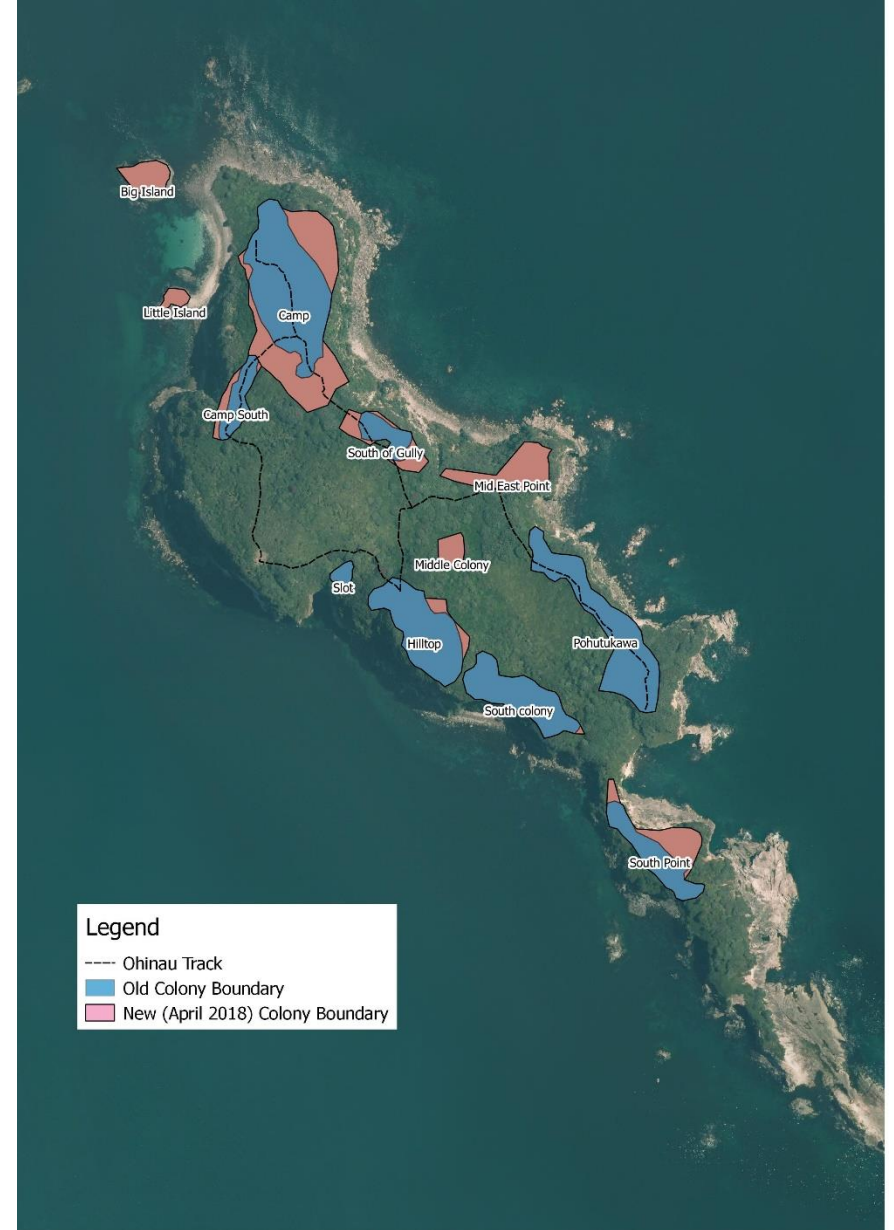 Big Island
Little Island
Camp
Camp South
South of Gully
Mid East Point
Middle Colony
Slot
Hilltop
Pohutukawa
South colony
South Point
Legend
Ohinau Track
Old Colony Boundary
New (April 2018) Colony Boundary